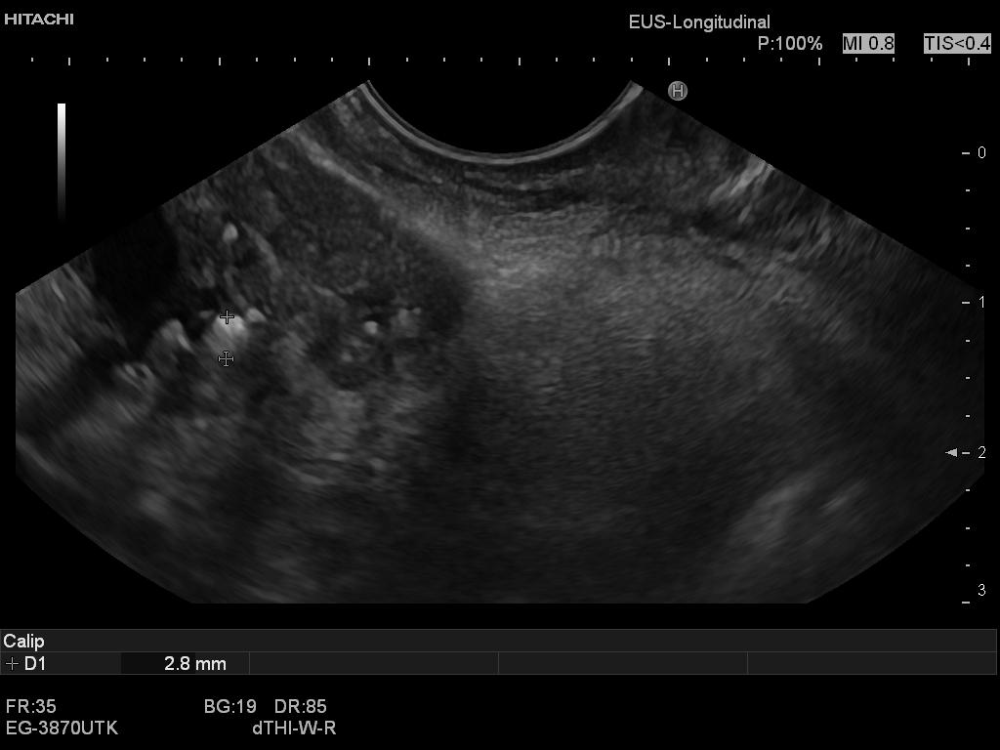 HITACHI
EUS-Longitudinal
P:100% MI 0.8 TIS<0.4
H
0
1
2
3
Calip
D1 2.8 mm
FR:35 BG:19 DR:85
EG-3870UTK dTHI-W-R